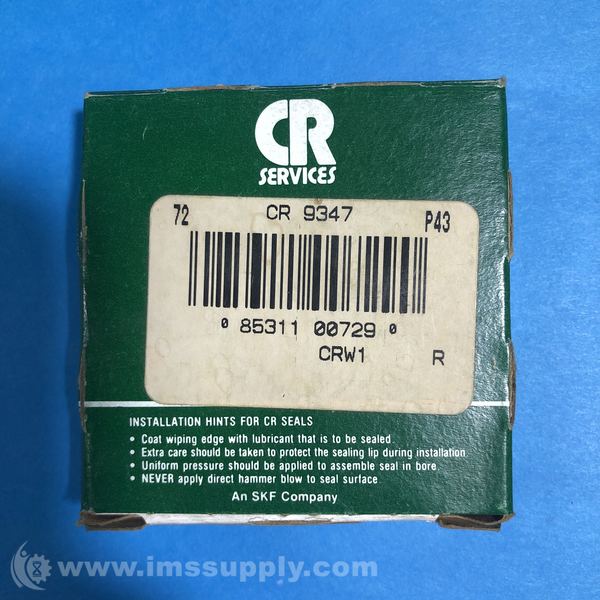 CR
SERVICES
72 CR 9347 P43
0 85311 00729 0
CRW1 R
INSTALLATION HINTS FOR CR SEALS
• Coat wiping edge with lubricant that is to be sealed.
• Extra care should be taken to protect the sealing lip during installation.
• Uniform pressure should be applied to assemble seal in bore.
• NEVER apply direct hammer blow to seal surface.
An SKF Company
www.imssupply.com